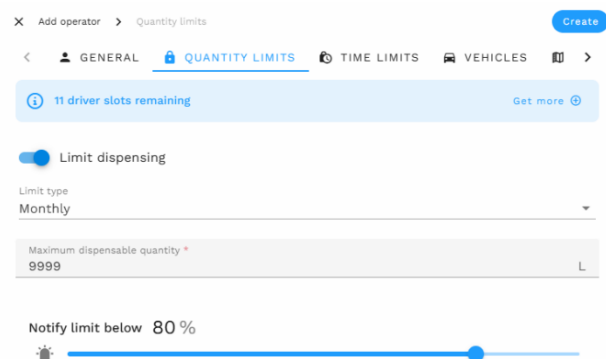 Add operator > Quantity limits
Create
GENERAL QUANTITY LIMITS TIME LIMITS VEHICLES
11 driver slots remaining Get more
Limit dispensing
Limit type
Monthly
Maximum dispensable quantity *
9999 L
Notify limit below 80 %